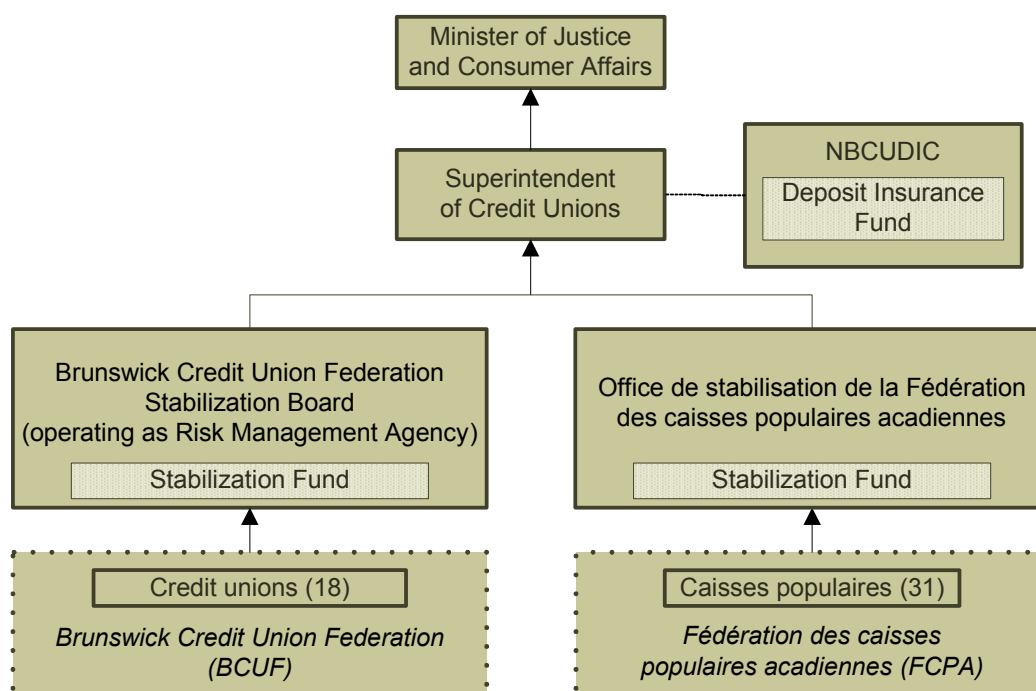 Minister of Justice
and Consumer Affairs
Superintendent
of Credit Unions
NBCUDIC
Deposit Insurance
Fund
Brunswick Credit Union Federation
Stabilization Board
(operating as Risk Management Agency)
Stabilization Fund
Office de stabilisation de la Fédération
des caisses populaires acadiennes
Stabilization Fund
Credit unions (18)
Brunswick Credit Union Federation
(BCUF)
Caisses populaires (31)
Fédération des caisses
populaires acadiennes (FCPA)